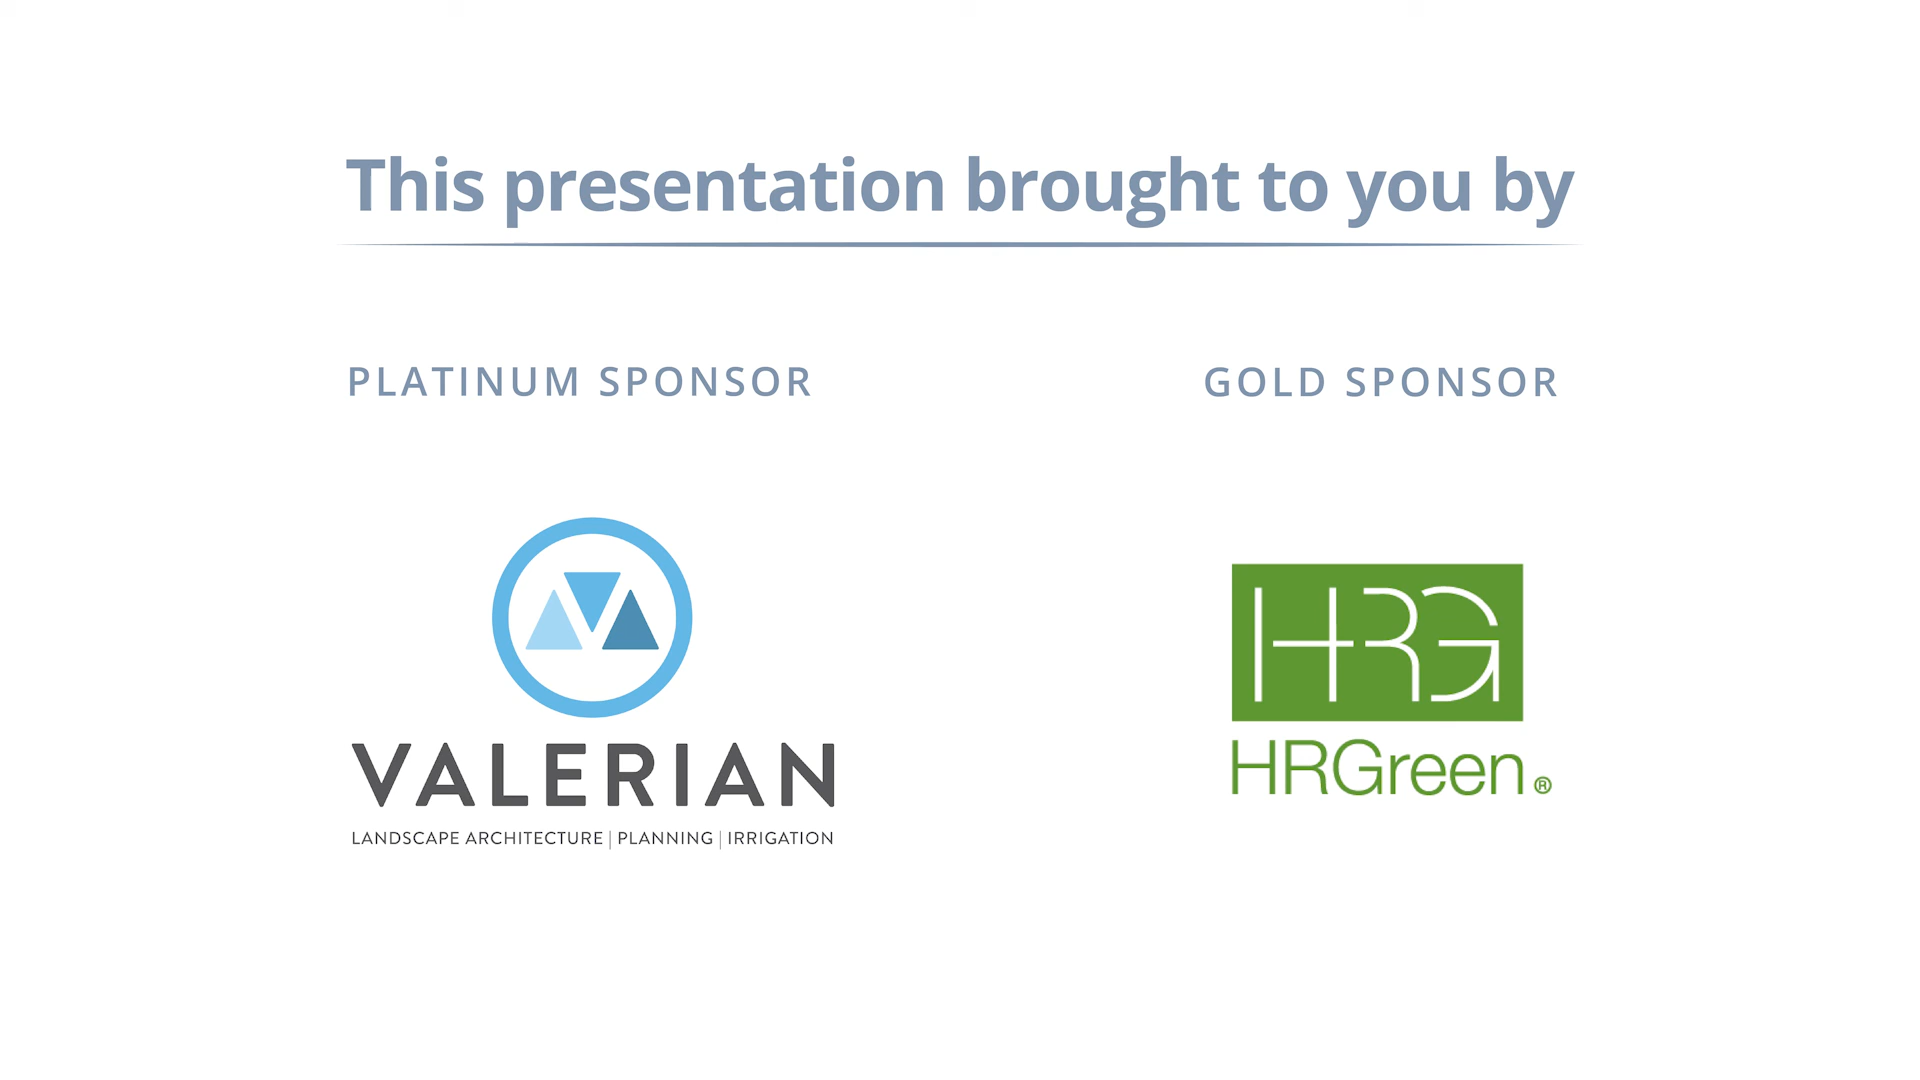 This presentation brought to you by
PLATINUM SPONSOR
GOLD SPONSOR
VALERIAN
LANDSCAPE ARCHITECTURE | PLANNING | IRRIGATION
HRG
HRGreen®